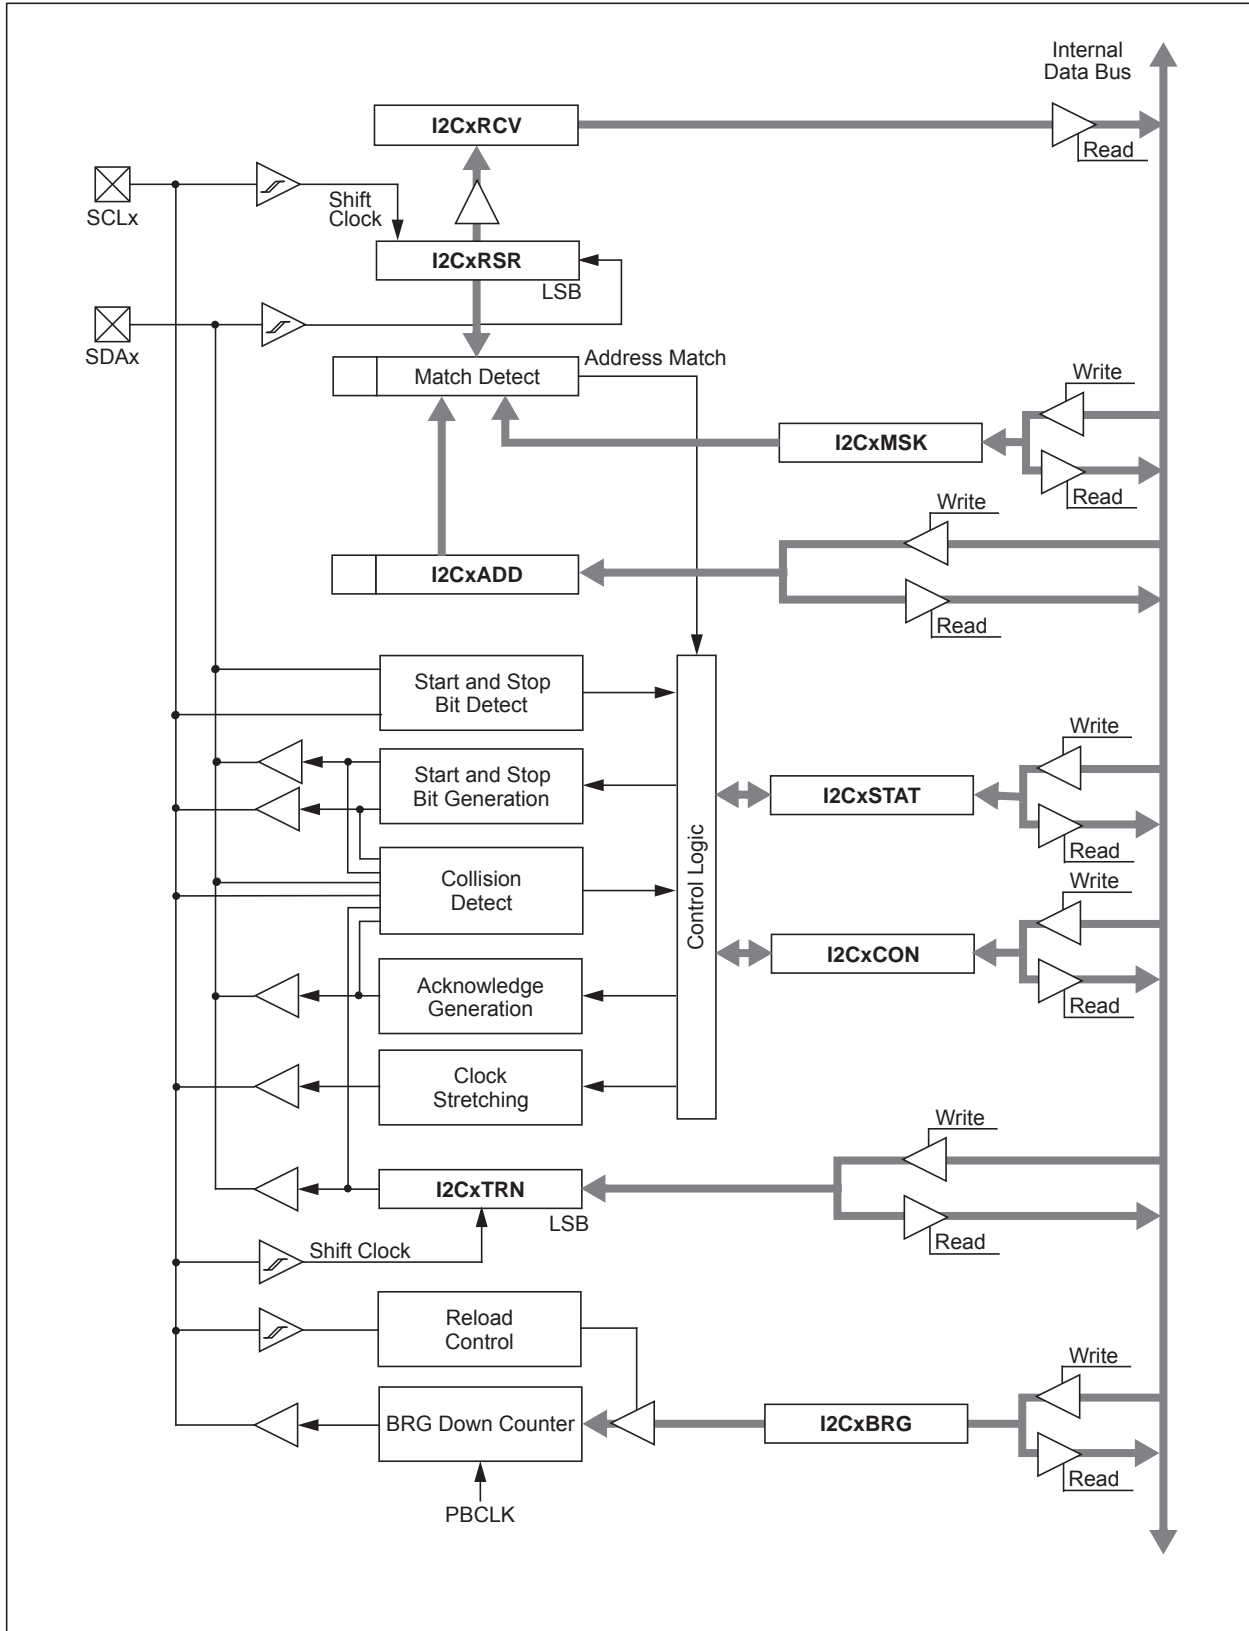 Internal
Data Bus
I2CxRCV
Read
SCLx
Shift
Clock
I2CxRSR
LSB
SDAx
Address Match
Match Detect
Write
I2CxMSK
Read
Write
I2CxADD
Read
Start and Stop
Bit Detect
Write
Start and Stop
Bit Generation
I2CxSTAT
Read
Control Logic
Collision
Detect
Write
I2CxCON
Read
Acknowledge
Generation
Clock
Stretching
Write
I2CxTRN
LSB
Read
Shift Clock
Reload
Control
Write
BRG Down Counter
I2CxBRG
Read
PBCLK